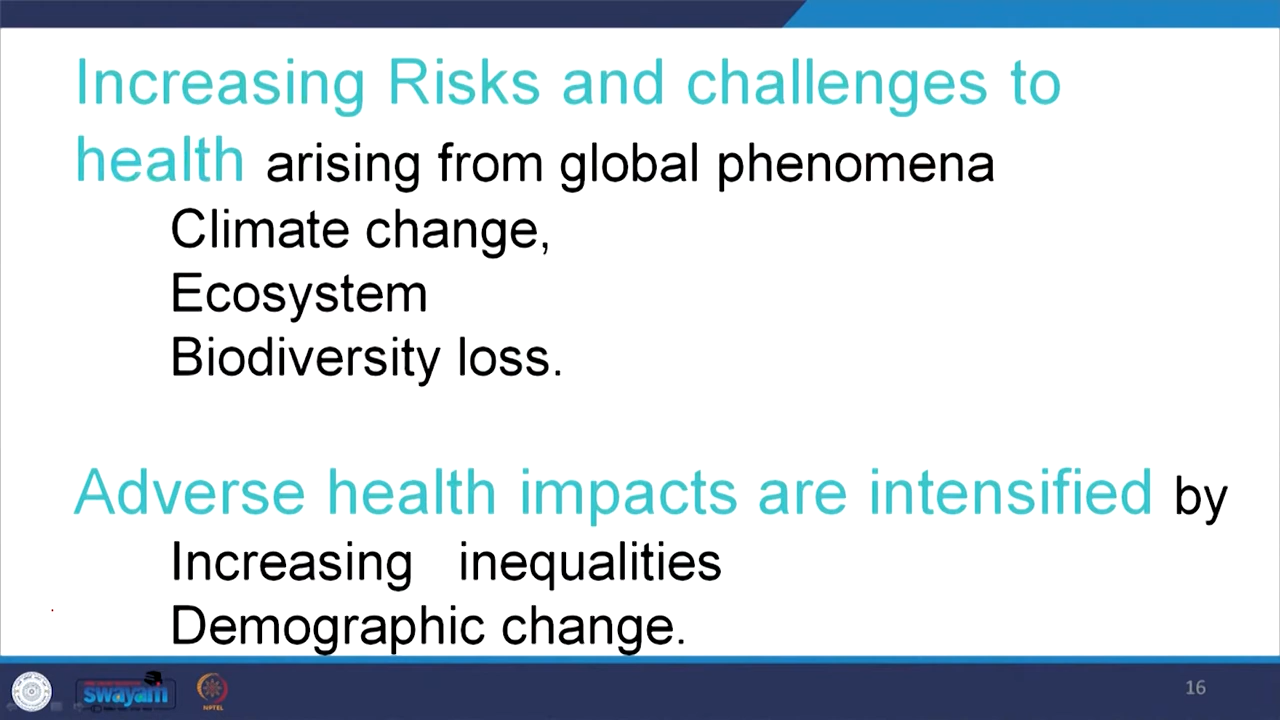 Increasing Risks and challenges to
health arising from global phenomena
Climate change,
Ecosystem
Biodiversity loss.
Adverse health impacts are intensified by
Increasing inequalities
Demographic change.
swayam
NPTEL
16